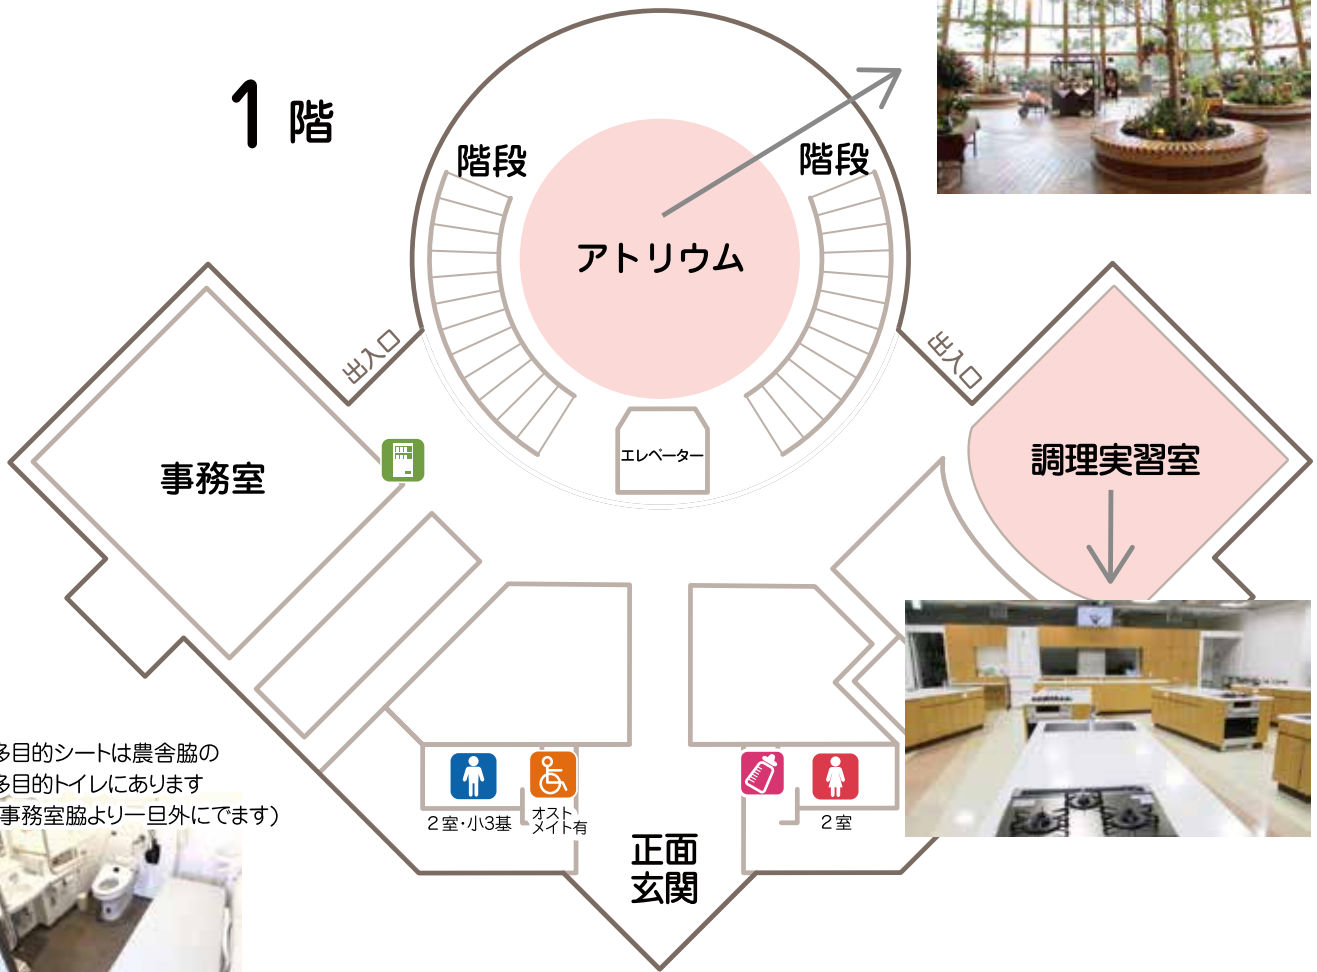 1 階
階段
階段
アトリウム
出入口
出入口
エレベーター
事務室
調理実習室
多目的シートは農舎脇の
多目的トイレにあります
事務室脇より一旦外にでます)
2室・小3基
オスト
メイト有
2室
正面
玄関